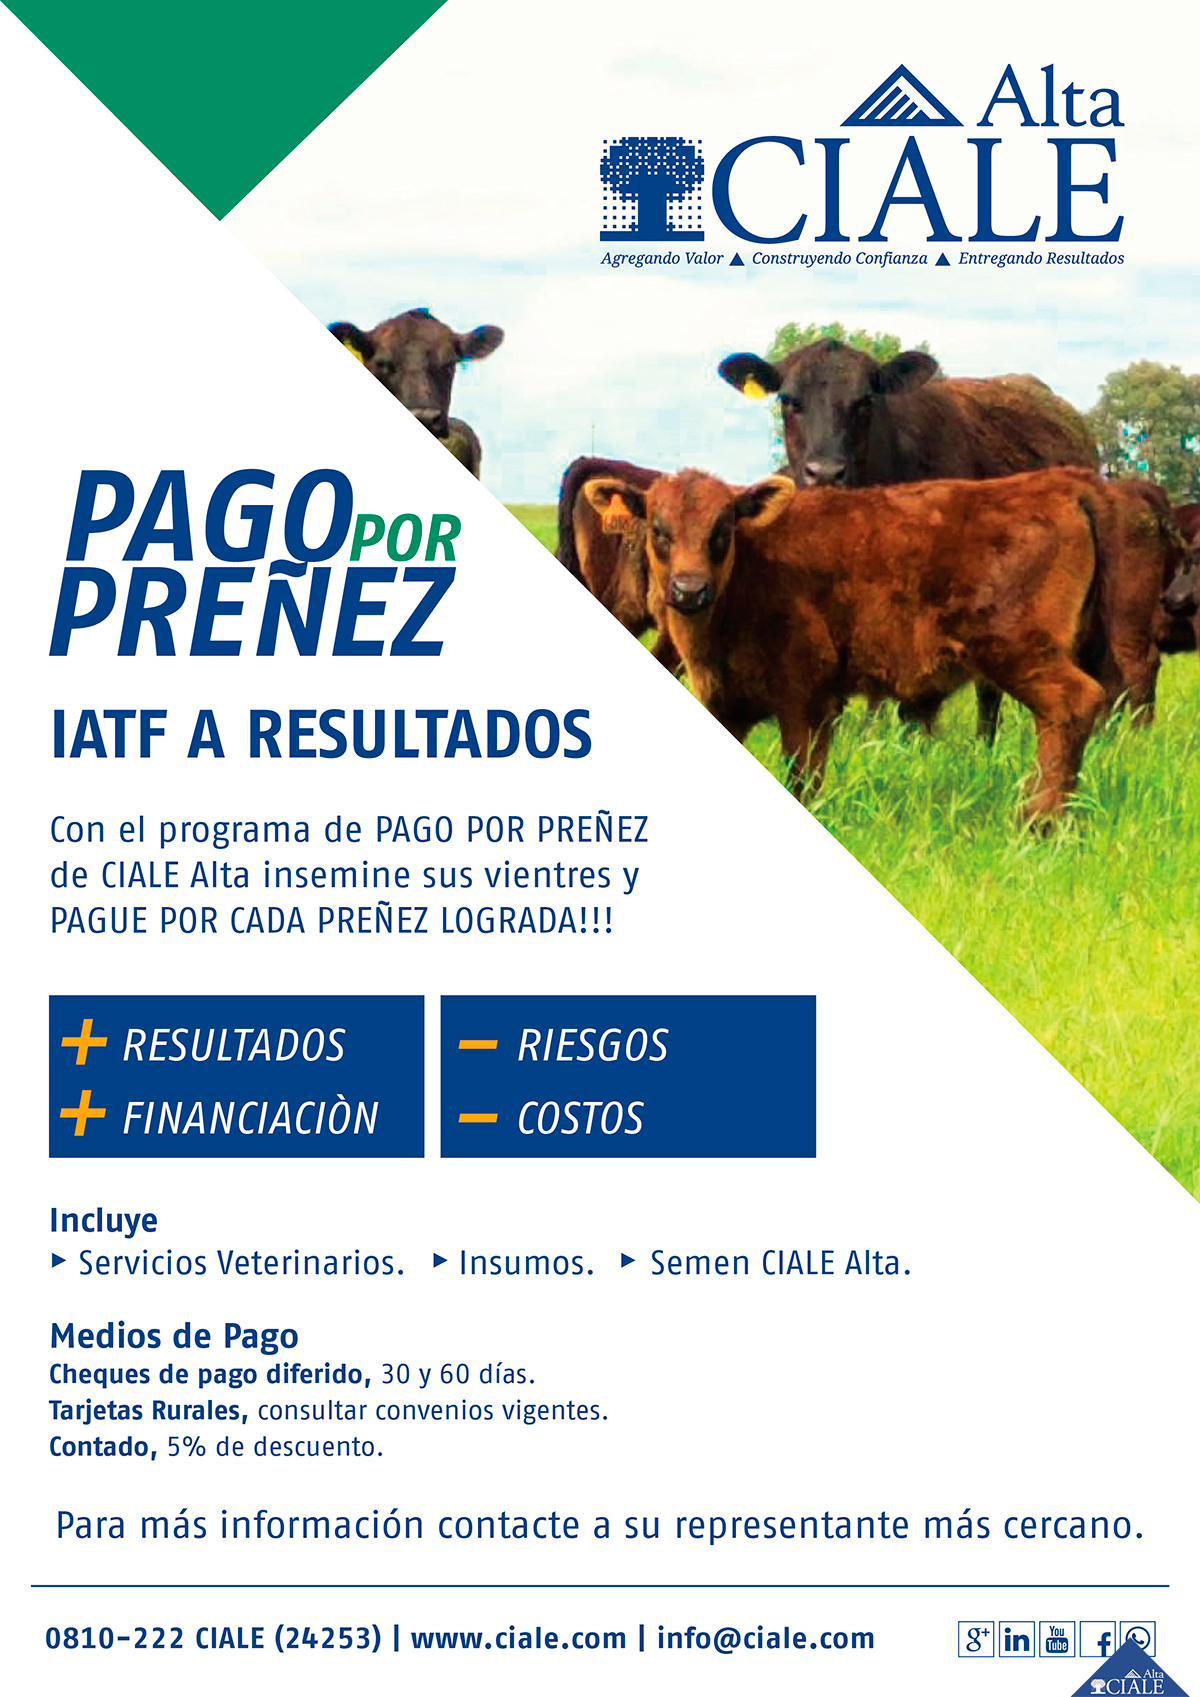 Alta
CIALE
Agregando Valor ▲ Construyendo Confianza ▲ Entregando Resultados
PAGO POR
PREÑEZ
IATF A RESULTADOS
Con el programa de PAGO POR PREÑEZ
de CIALE Alta insemine sus vientres y
PAGUE POR CADA PREÑEZ LOGRADA!!!
+ RESULTADOS
+ FINANCIACIÒN
− RIESGOS
− COSTOS
Incluye
▸ Servicios Veterinarios. ▸ Insumos. ▸ Semen CIALE Alta.
Medios de Pago
Cheques de pago diferido, 30 y 60 días.
Tarjetas Rurales, consultar convenios vigentes.
Contado, 5% de descuento.
Para más información contacte a su representante más cercano.
0810-222 CIALE (24253) | www.ciale.com | info@ciale.com
g+ in You Tube f
Alta
CIALE